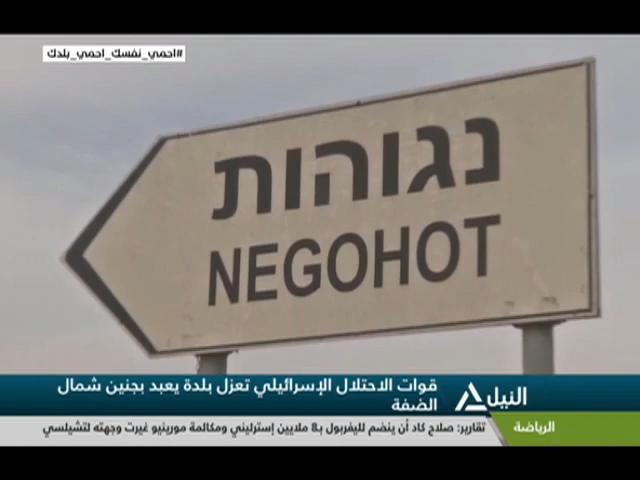 #احمي_نفسك_احمي_بلدك
נגוהות
NEGOHOT
قوات الاحتلال الإسرائيلي تعزل بلدة يعبد بجنين شمال
الضفة
النيل
الرياضة
تقارير: صلاح كاد أن ينضم لليفربول بـ8 ملايين إسترليني ومكالمة مورينيو غيرت وجهته لتشيلسي